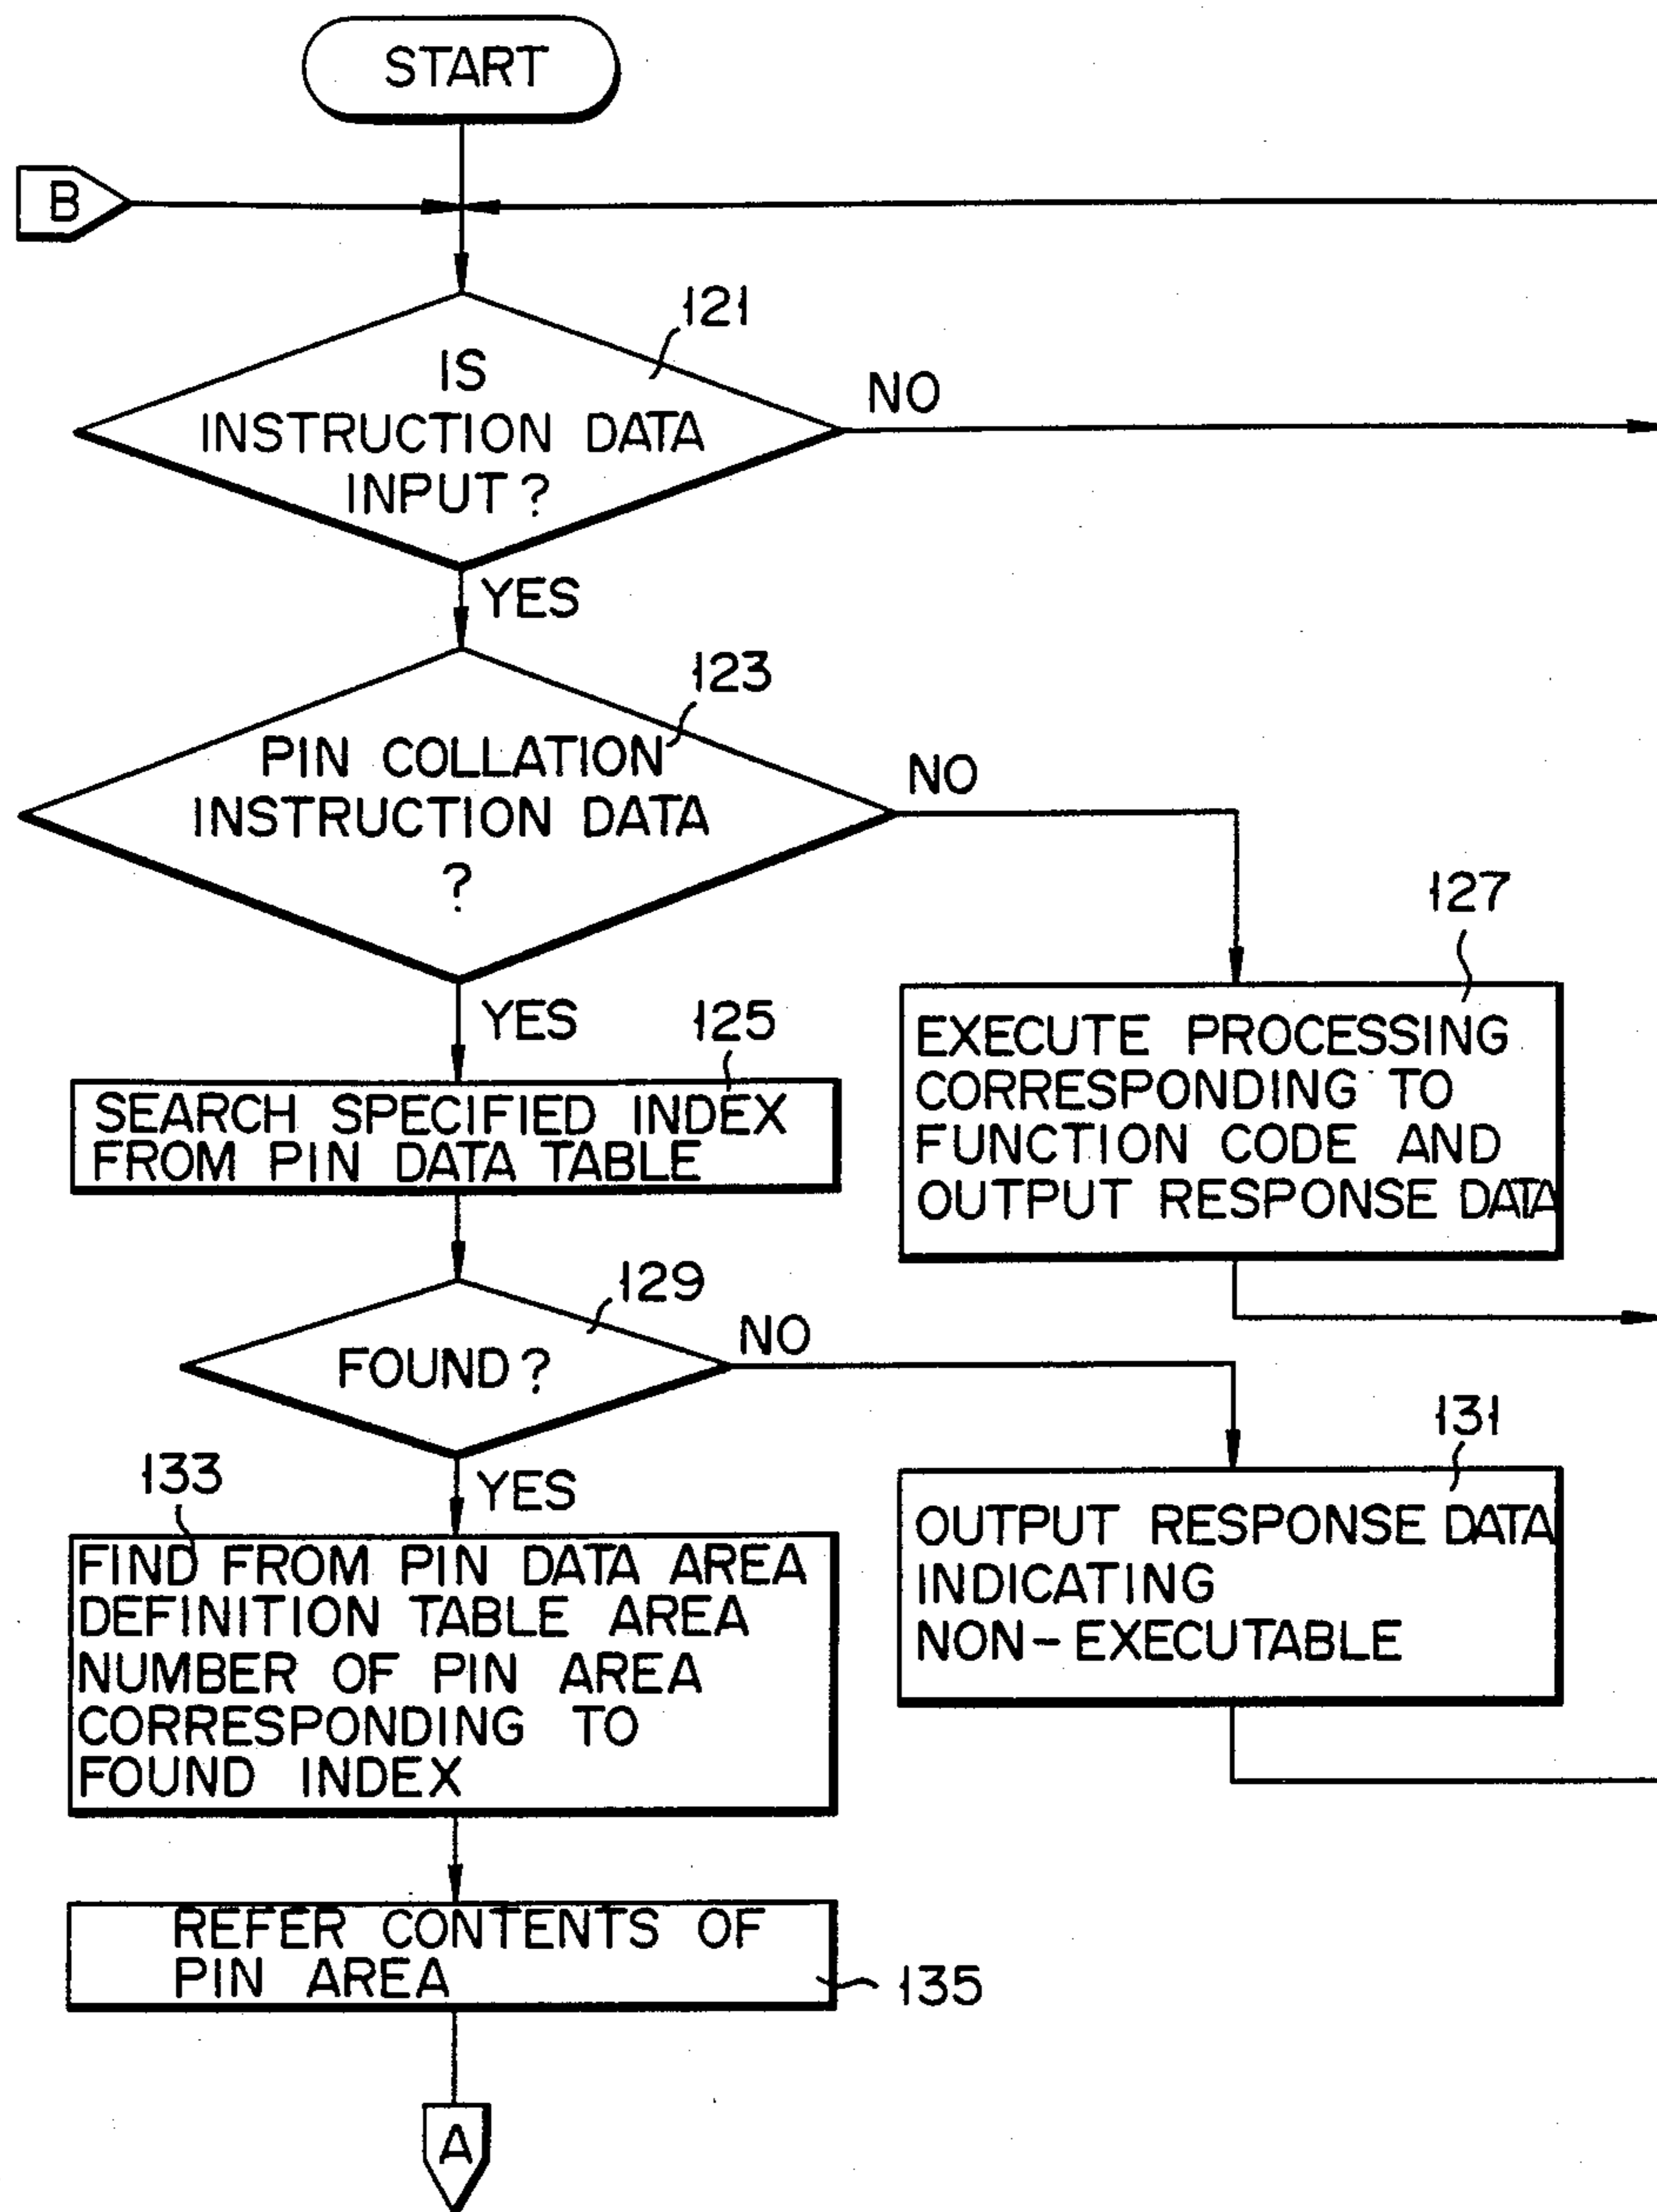 START
B
121
IS
INSTRUCTION DATA
INPUT?
NO
YES
123
PIN COLLATION
INSTRUCTION DATA
?
NO
YES
125
SEARCH SPECIFIED INDEX
FROM PIN DATA TABLE
127
EXECUTE PROCESSING
CORRESPONDING TO
FUNCTION CODE AND
OUTPUT RESPONSE DATA
129
FOUND?
NO
YES
131
OUTPUT RESPONSE DATA
INDICATING
NON-EXECUTABLE
133
FIND FROM PIN DATA AREA
DEFINITION TABLE AREA
NUMBER OF PIN AREA
CORRESPONDING TO
FOUND INDEX
REFER CONTENTS OF
PIN AREA
135
A